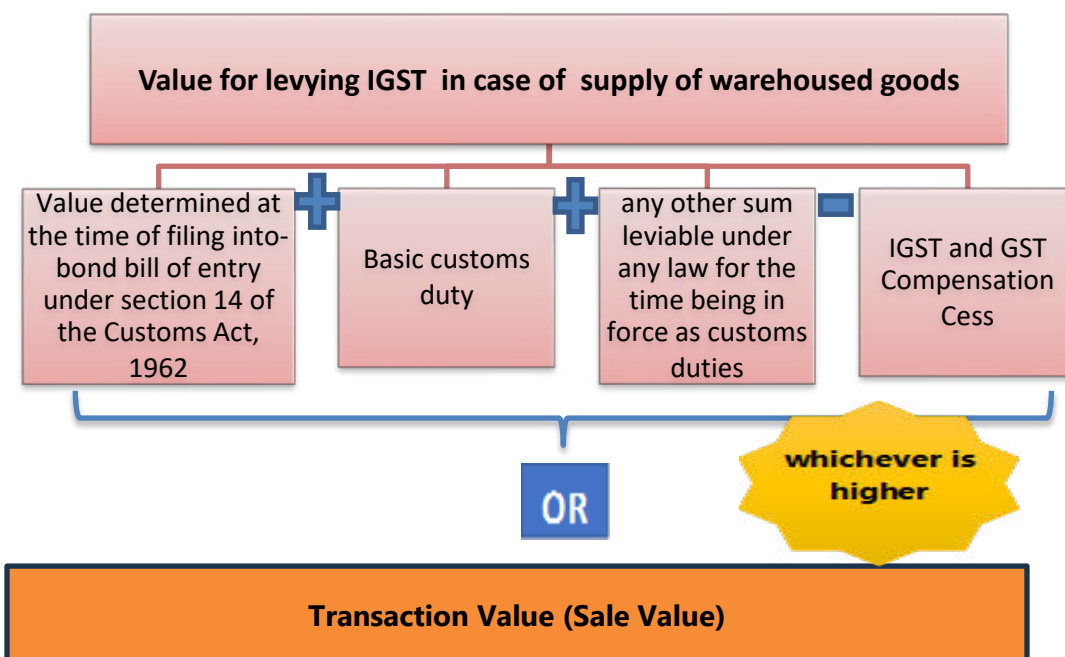 Value for levying IGST in case of supply of warehoused goods
Value determined at
the time of filing into-
bond bill of entry
under section 14 of
the Customs Act,
1962
Basic customs
duty
any other sum
leviable under
any law for the
time being in
force as customs
duties
IGST and GST
Compensation
Cess
whichever is
higher
OR
Transaction Value (Sale Value)